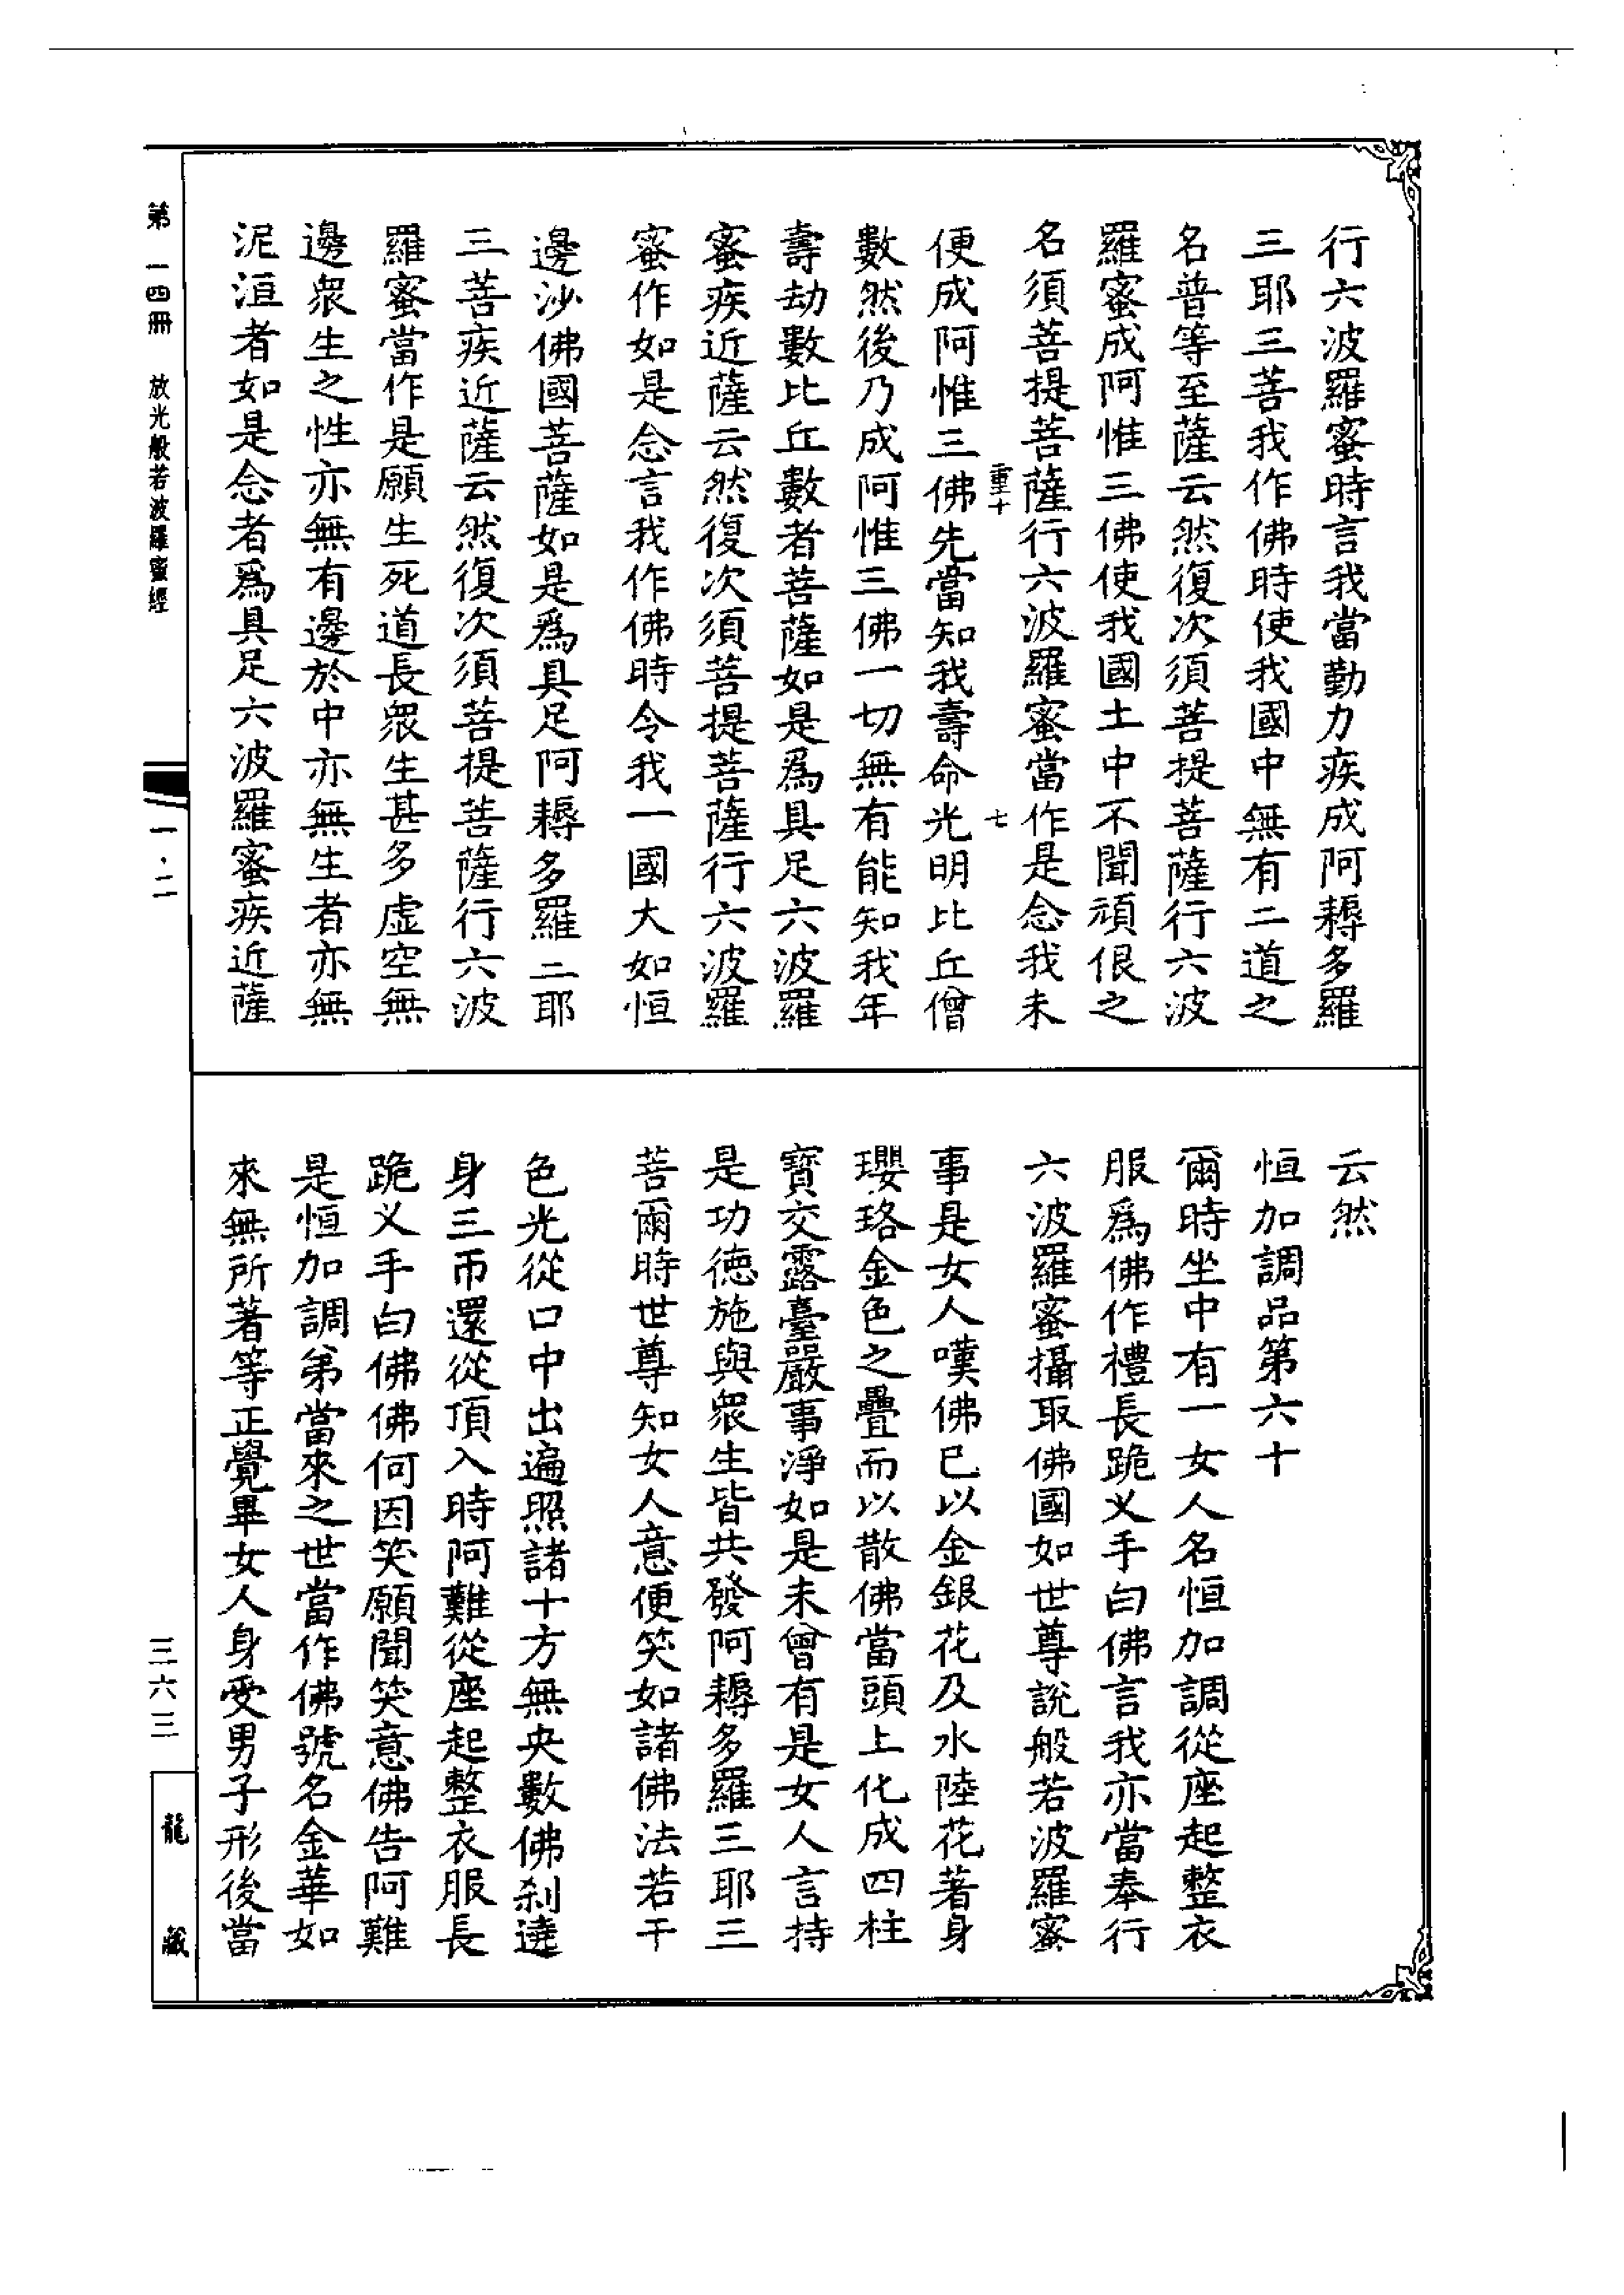 行六波羅蜜時言我當勤力疾成阿耨多羅
三耶三菩我作佛時使我國中無有二道之
名普等至薩云然復次須菩提菩薩行六波
羅蜜成阿惟三佛使我國土中不聞頑佷之
名須菩提菩薩行六波羅蜜當作是念我未
重十 七
便成阿惟三佛先當知我壽命光明比丘僧
數然後乃成阿惟三佛一切無有能知我年
壽劫數比丘數者菩薩如是爲具足六波羅
蜜疾近薩云然復次須菩提菩薩行六波羅
蜜作如是念言我作佛時令我一國大如恒
邊沙佛國菩薩如是爲具足阿耨多羅二耶
三菩疾近薩云然復次須菩提菩薩行六波
羅蜜當作是願生死道長眾生甚多虛空無
邊眾生之性亦無有邊於中亦無生者亦無
泥洹者如是念者爲具足六波羅蜜疾近薩
云然
恒加調品第六十
爾時坐中有一女人名恒加調從座起整衣
服爲佛作禮長跪义手白佛言我亦當奉行
六波羅蜜攝取佛國如世尊說般若波羅蜜
事是女人嘆佛已以金銀花及水陸花著身
瓔珞金色之疊而以散佛當頭上化成四柱
寶交露臺嚴事淨如是未曾有是女人言持
是功德施與眾生皆共發阿耨多羅三耶三
菩爾時世尊知女人意便笑如諸佛法若干
色光從口中出遍照諸十方無央數佛剎遶
身三帀還從頂入時阿難從座起整衣服長
跪义手白佛佛何因笑願聞笑意佛告阿難
是恒加調弟當來之世當作佛號名金華如
來無所著等正覺畢女人身受男子形後當
第一四冊 放光般若波羅蜜經
一·二
三六三
龍藏